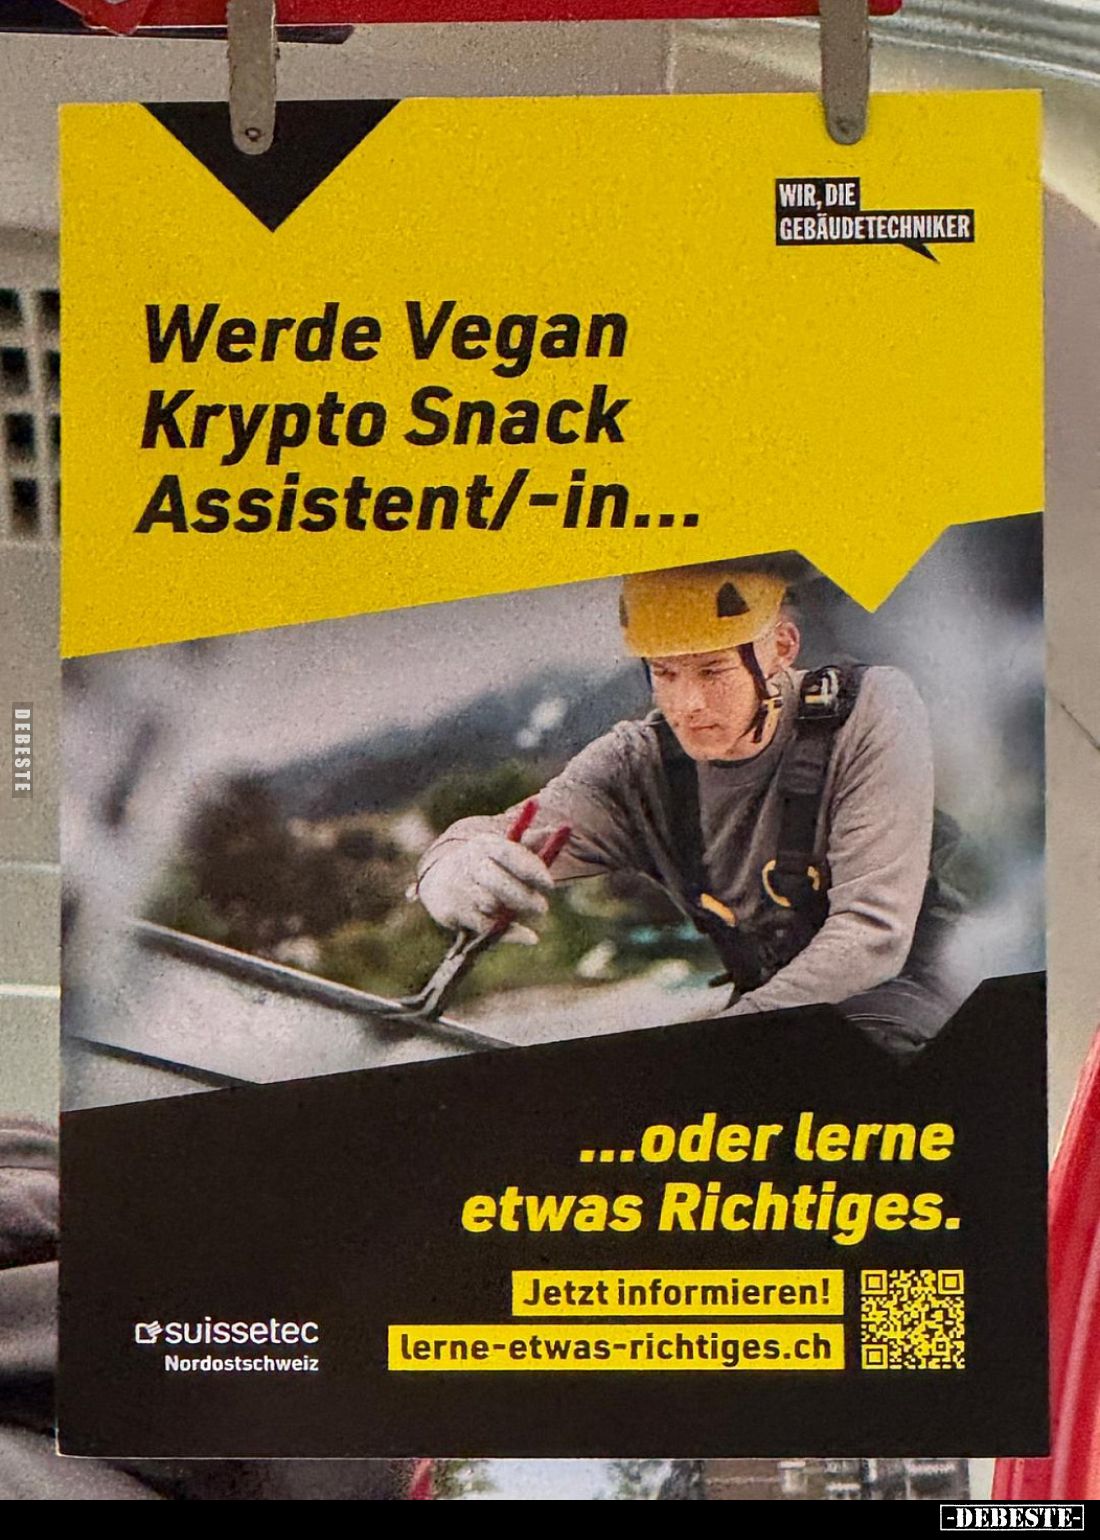 WIR, DIE
GEBÄUDETECHNIKER
Werde Vegan
Krypto Snack
Assistent/-in...
DEBESTE
...oder lerne
etwas Richtiges.
Jetzt informieren!
lerne-etwas-richtiges.ch
suissetec
Nordostschweiz
-DEBESTE-